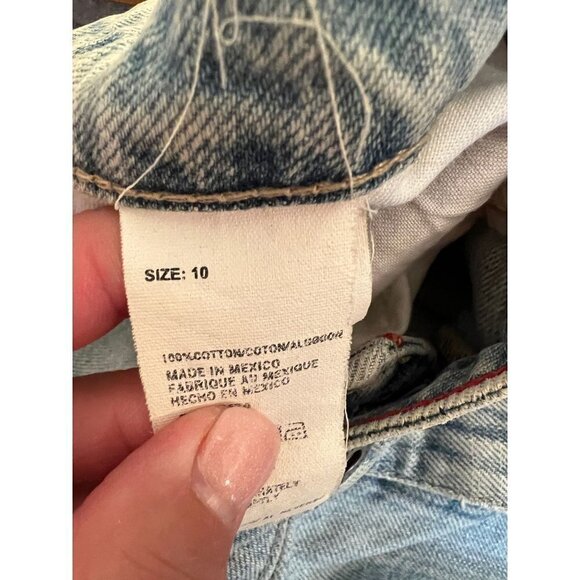 SIZE: 10
100%COTTON/COTON/ALGODON
MADE IN MEXICO
FABRIQUE AU MEXIQUE
HECHO EN MEXICO